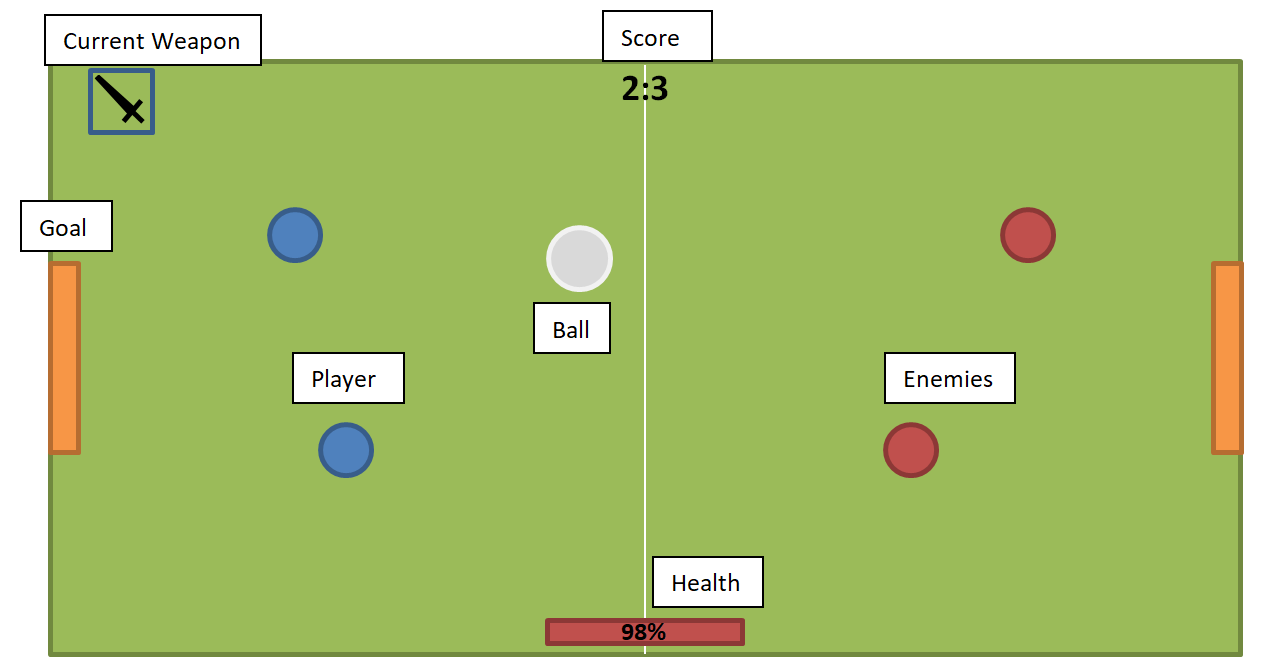 Current Weapon
Score
2:3
Goal
Ball
Player
Enemies
Health
98%